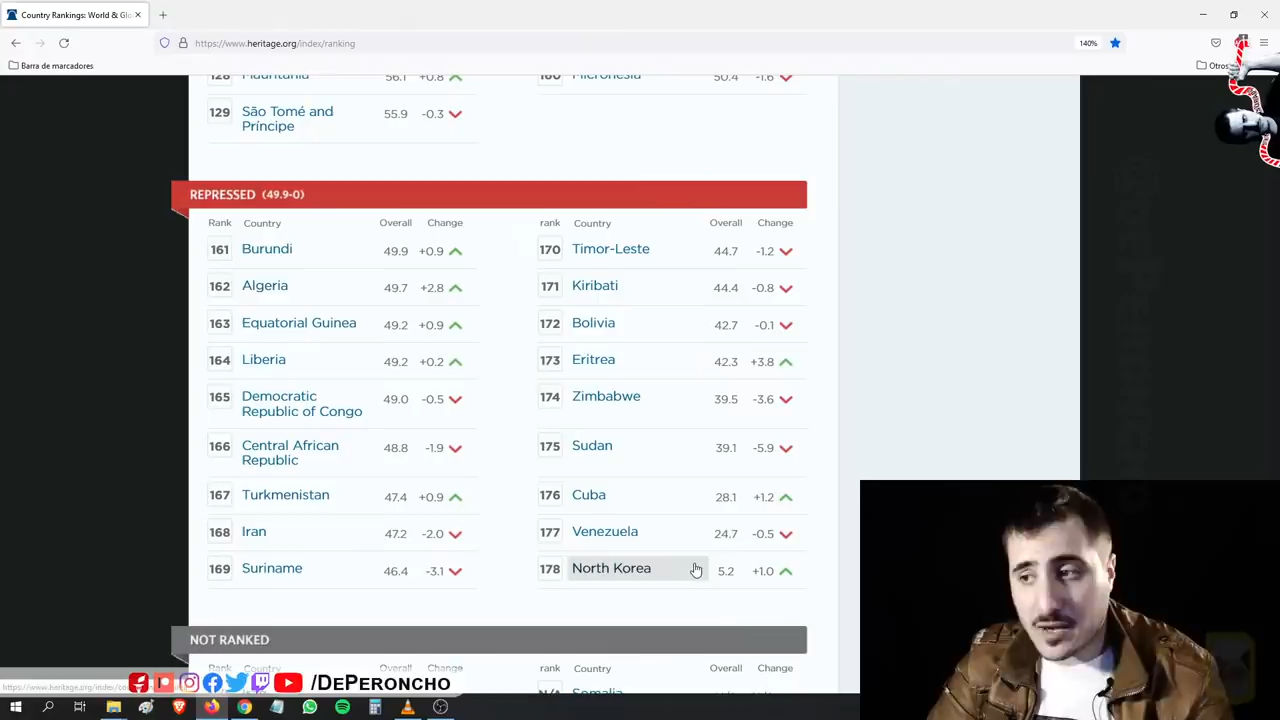 Country Rankings: World & Glo
https://www.heritage.org/index/ranking
140%
Barra de marcadores
Otros
128 Mauritania 56.1 +0.8
160 Micronesia 50.4 -1.6
129 São Tomé and Príncipe 55.9 -0.3
REPRESSED (49.9-0)
Rank Country Overall Change
rank Country Overall Change
161 Burundi 49.9 +0.9
170 Timor-Leste 44.7 -1.2
162 Algeria 49.7 +2.8
171 Kiribati 44.4 -0.8
163 Equatorial Guinea 49.2 +0.9
172 Bolivia 42.7 -0.1
164 Liberia 49.2 +0.2
173 Eritrea 42.3 +3.8
165 Democratic Republic of Congo 49.0 -0.5
174 Zimbabwe 39.5 -3.6
166 Central African Republic 48.8 -1.9
175 Sudan 39.1 -5.9
167 Turkmenistan 47.4 +0.9
176 Cuba 28.1 +1.2
168 Iran 47.2 -2.0
177 Venezuela 24.7 -0.5
169 Suriname 46.4 -3.1
178 North Korea 5.2 +1.0
NOT RANKED
Rank Country Overall Change
rank Country Overall Change
N/A Somalia
/DePeroncho